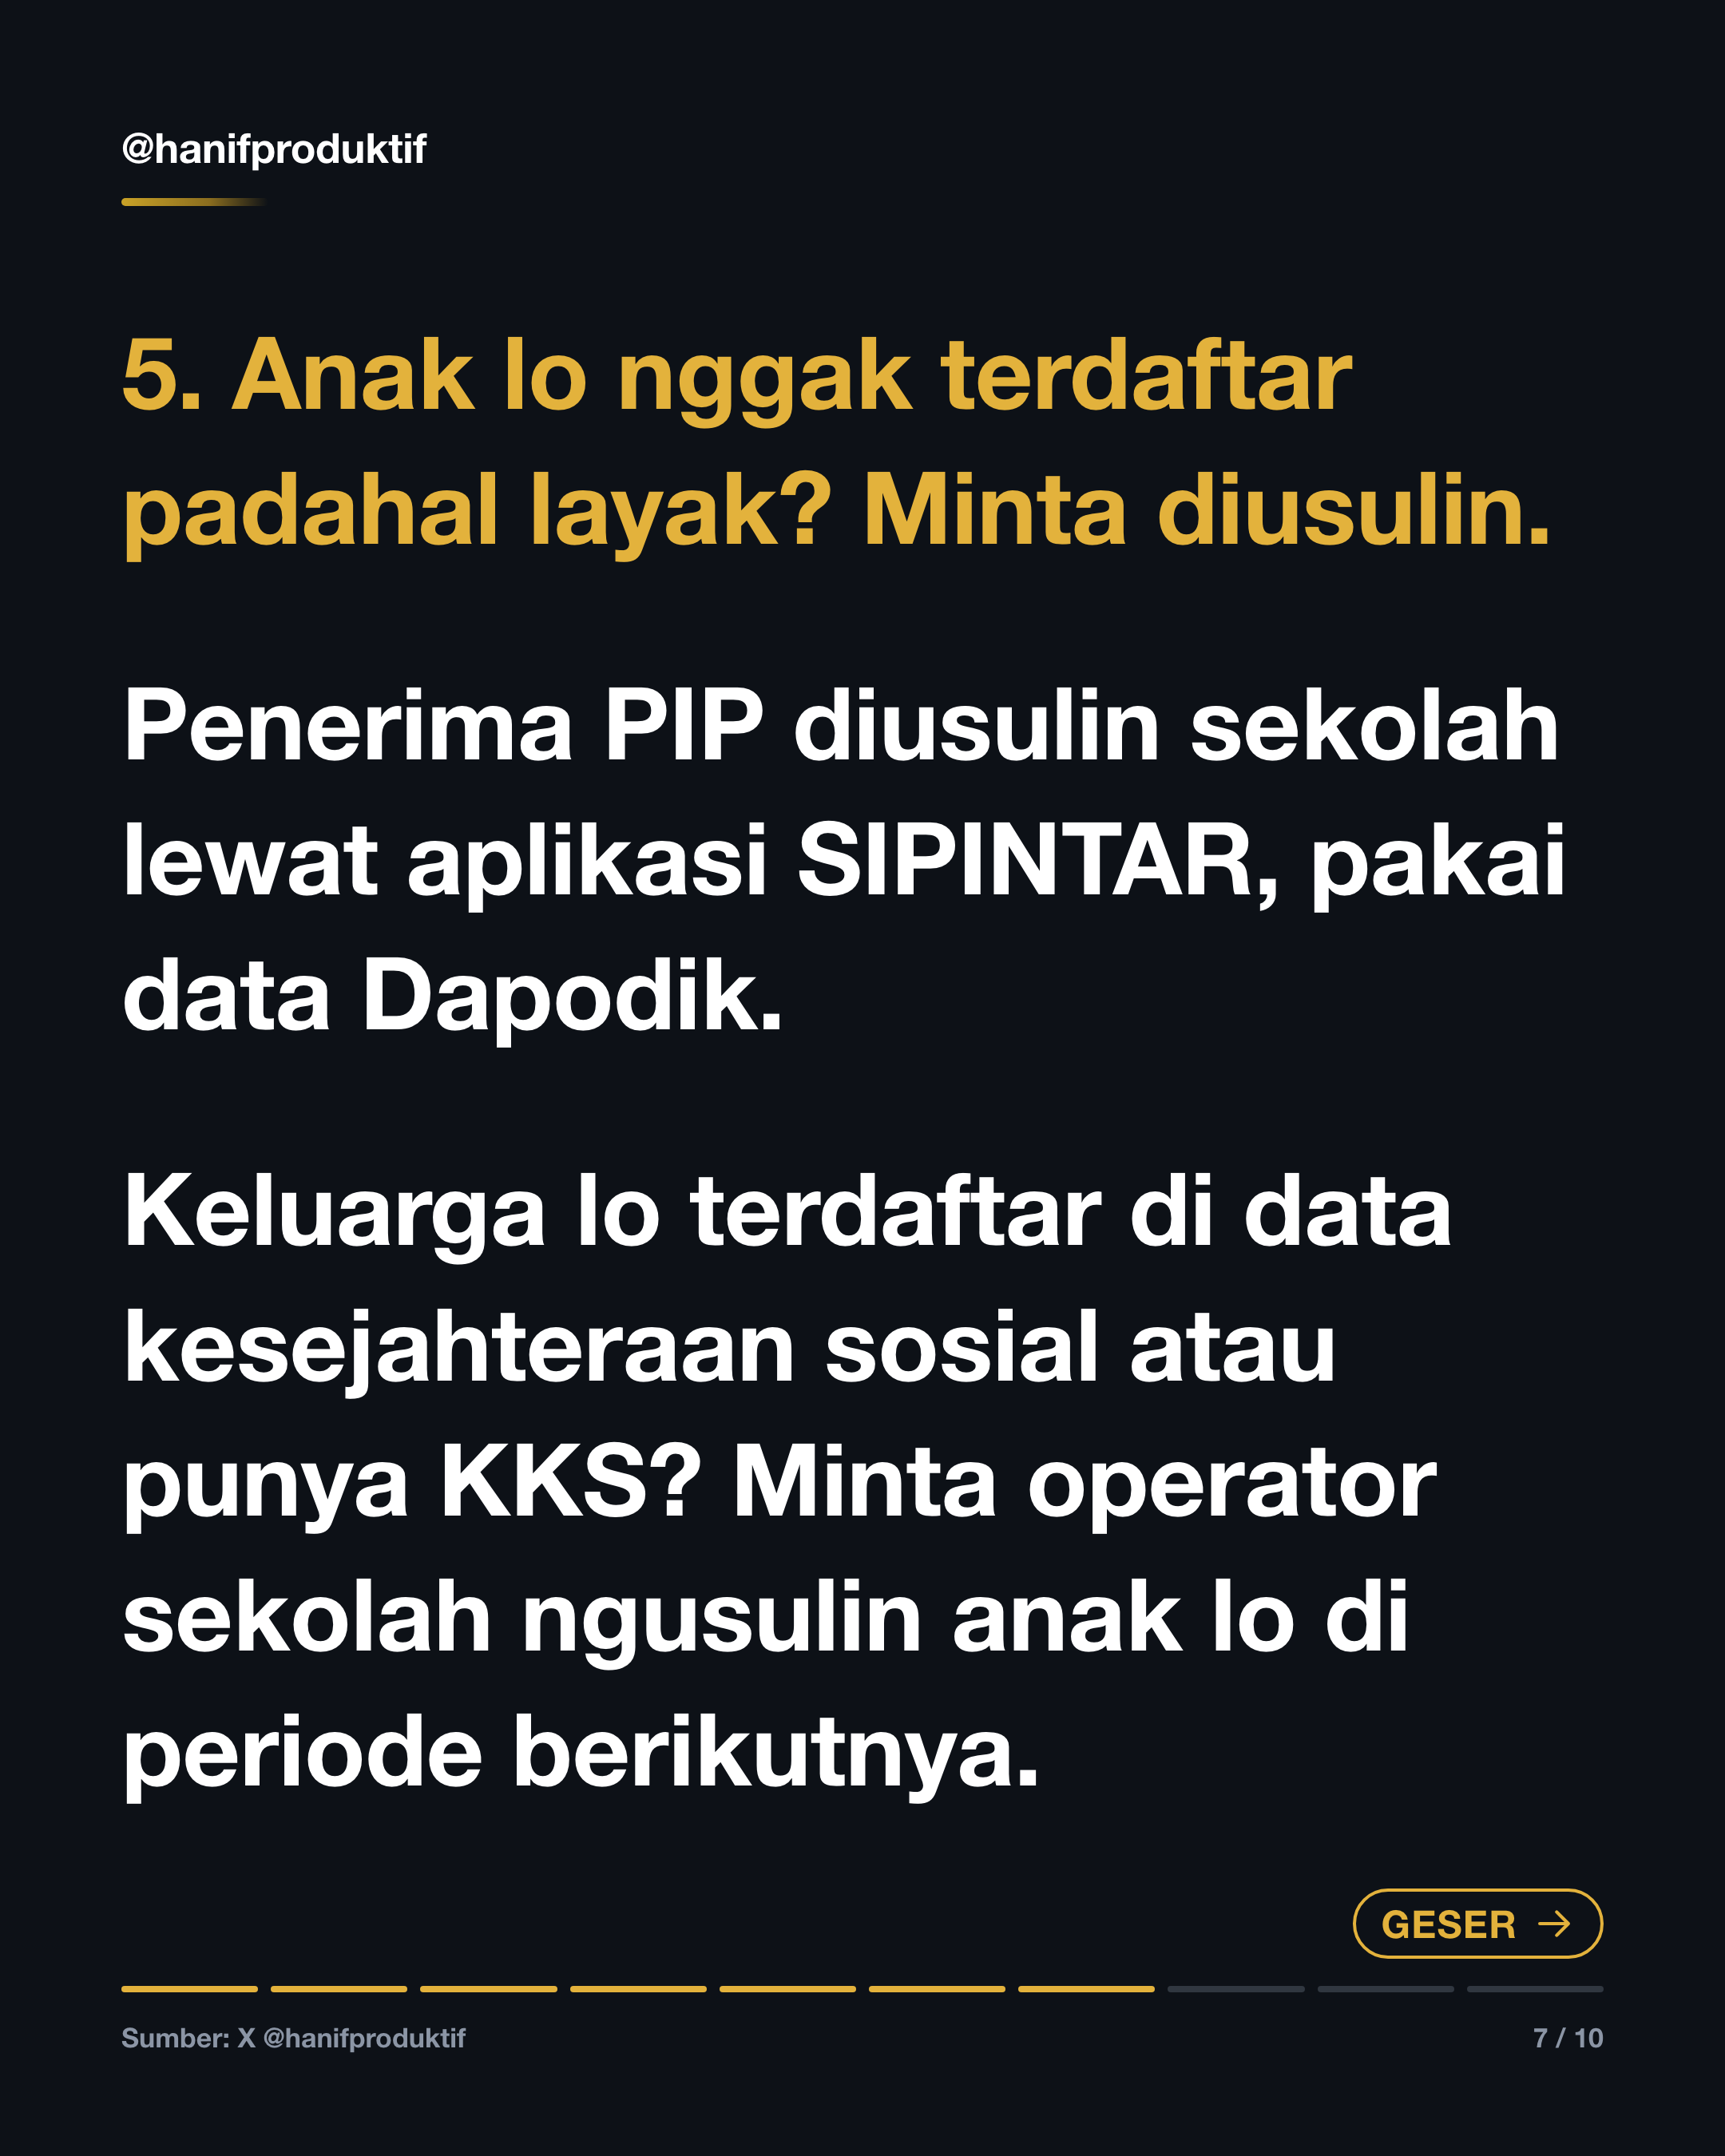 @hanifproduktif
5. Anak lo nggak terdaftar
padahal layak? Minta diusulin.
Penerima PIP diusulin sekolah
lewat aplikasi SIPINTAR, pakai
data Dapodik.
Keluarga lo terdaftar di data
kesejahteraan sosial atau
punya KKS? Minta operator
sekolah ngusulin anak lo di
periode berikutnya.
GESER →
Sumber: X @hanifproduktif
7 / 10